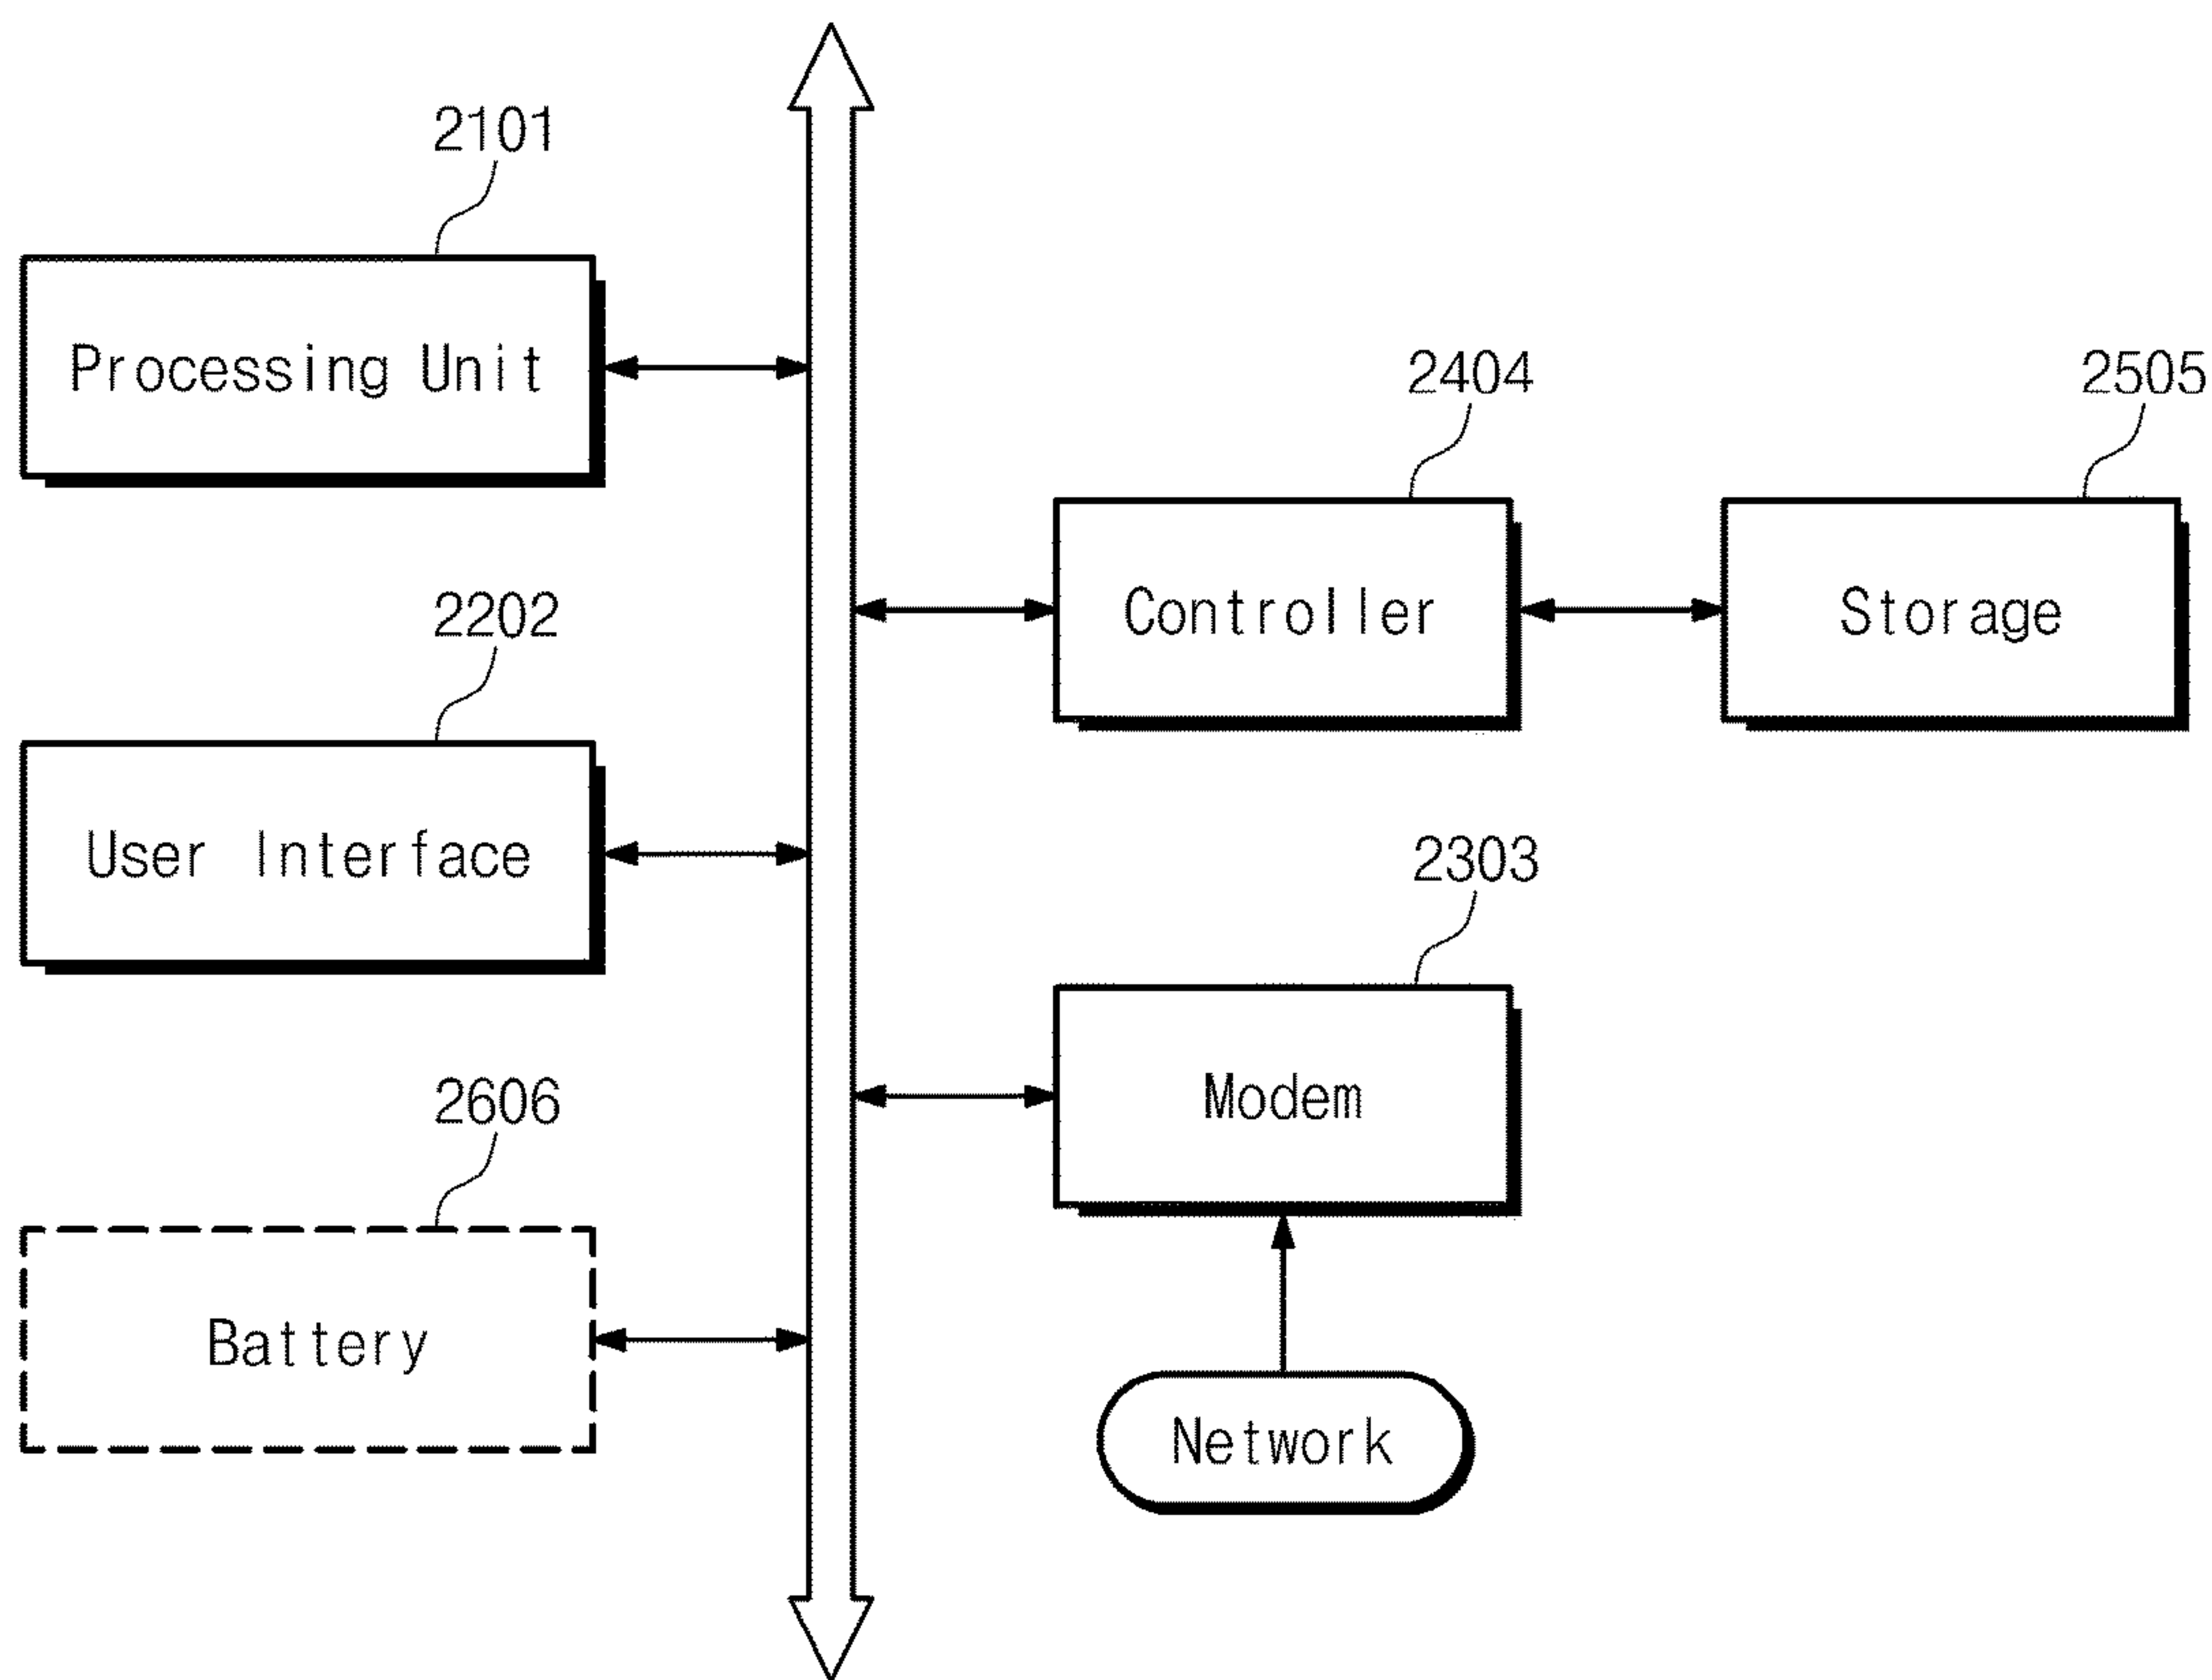 2101
Processing Unit
2404
2505
Controller
Storage
2202
User Interface
2303
Modem
2606
Battery
Network